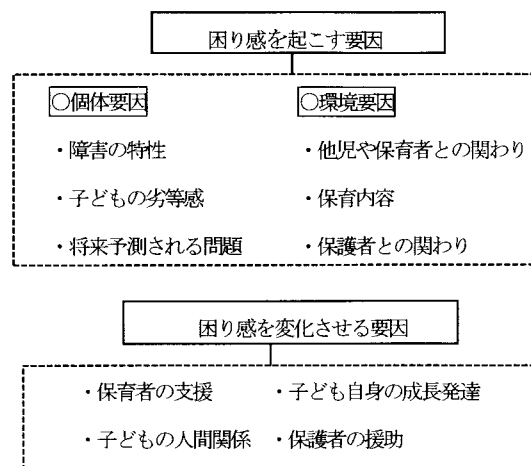 困り感を起こす要因
○個体要因 ○環境要因
・障害の特性 ・他児や保育者との関わり
・子どもの劣等感 ・保育内容
・将来予測される問題 ・保護者との関わり
困り感を変化させる要因
・保育者の支援 ・子ども自身の成長発達
・子どもの人間関係 ・保護者の援助